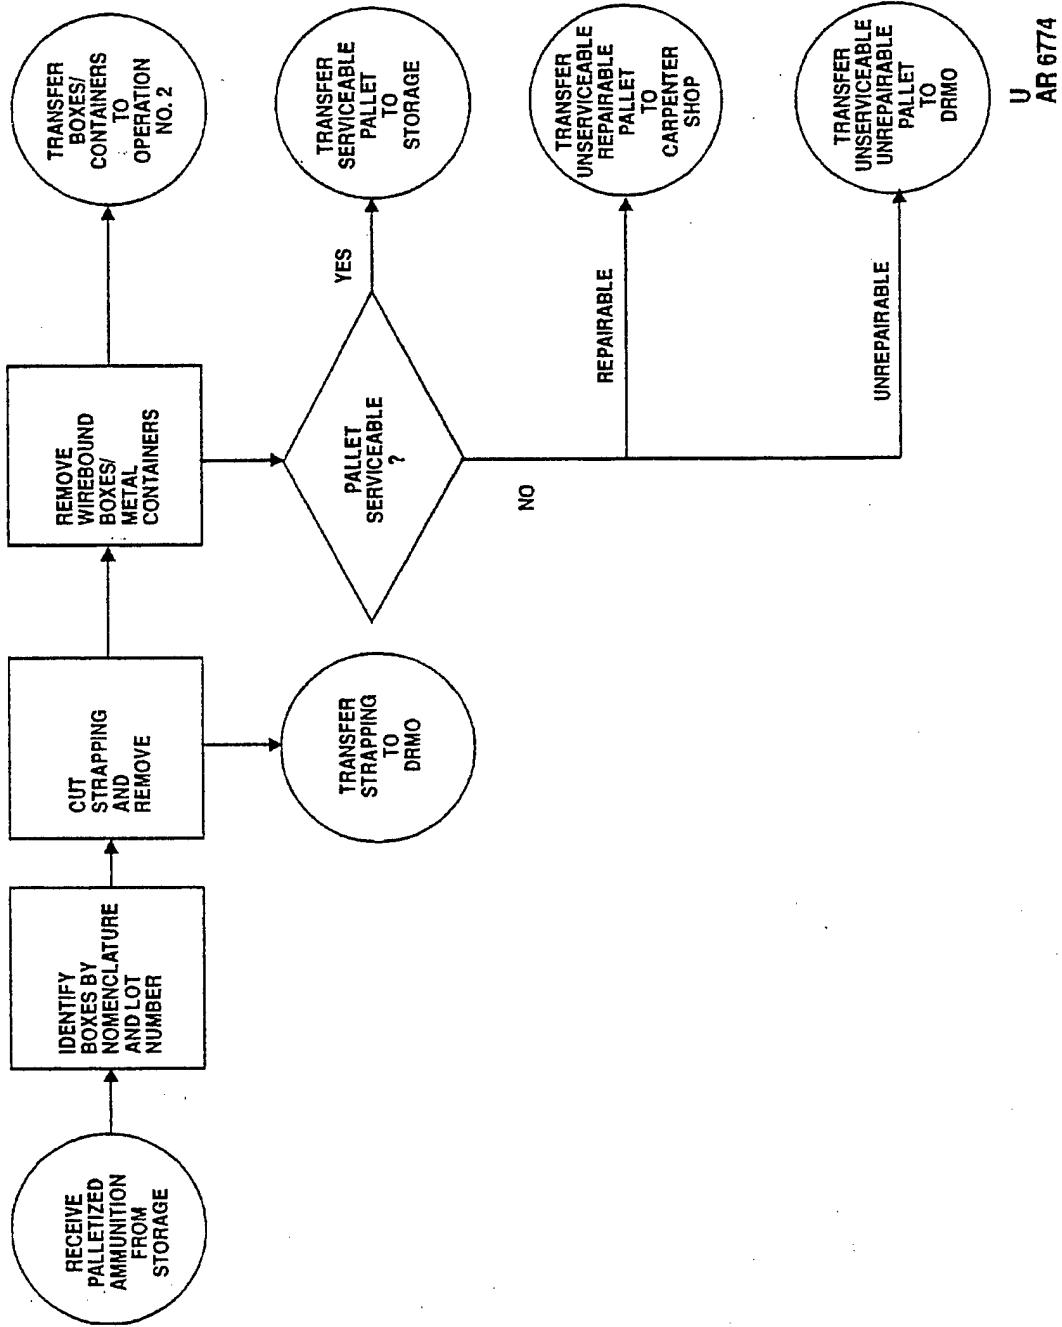 RECEIVE
PALLETIZED
AMMUNITION
FROM
STORAGE
IDENTIFY
BOXES BY
NOMENCLATURE
AND LOT
NUMBER
CUT
STRAPPING
AND
REMOVE
REMOVE
WIREBOUND
BOXES/
METAL
CONTAINERS
TRANSFER
BOXES/
CONTAINERS
TO
OPERATION
NO. 2
TRANSFER
STRAPPING
TO
DRMO
PALLET
SERVICEABLE
?
YES
TRANSFER
SERVICEABLE
PALLET
TO
STORAGE
NO
REPAIRABLE
TRANSFER
UNSERVICEABLE
REPAIRABLE
PALLET
TO
CARPENTER
SHOP
UNREPAIRABLE
TRANSFER
UNSERVICEABLE
UNREPAIRABLE
PALLET
TO
DRMO
U
AR 6774